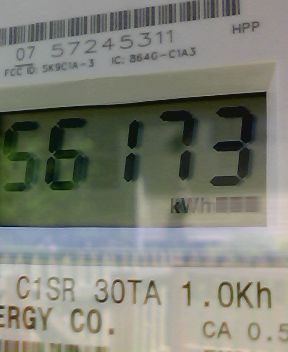 07 57245311
HPP
FCC ID: SK9C1A-3 IC: 864G-C1A3
56173
kWh
C1SR 30TA 1.0Kh
ERGY CO.
CA 0.5